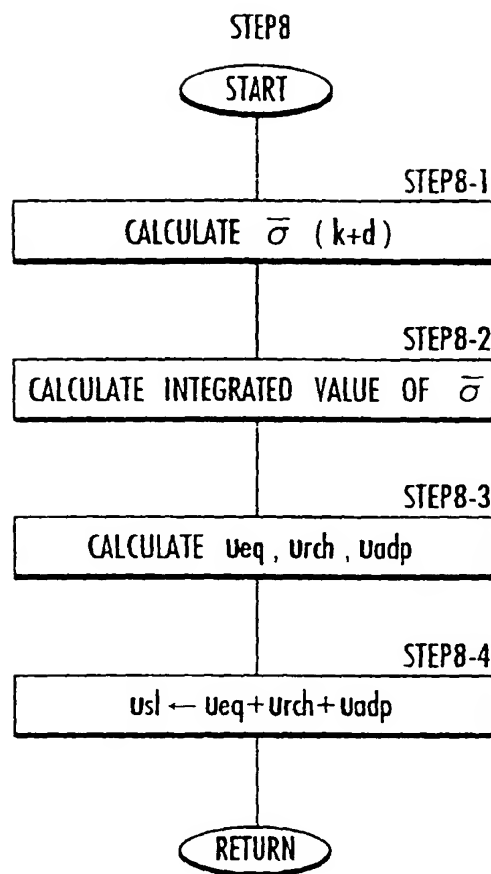 STEP8
START
STEP8-1
CALCULATE σ̅ (k+d)
STEP8-2
CALCULATE INTEGRATED VALUE OF σ̅
STEP8-3
CALCULATE Ueq, Urch, Uadp
STEP8-4
Usl ← Ueq+Urch+Uadp
RETURN